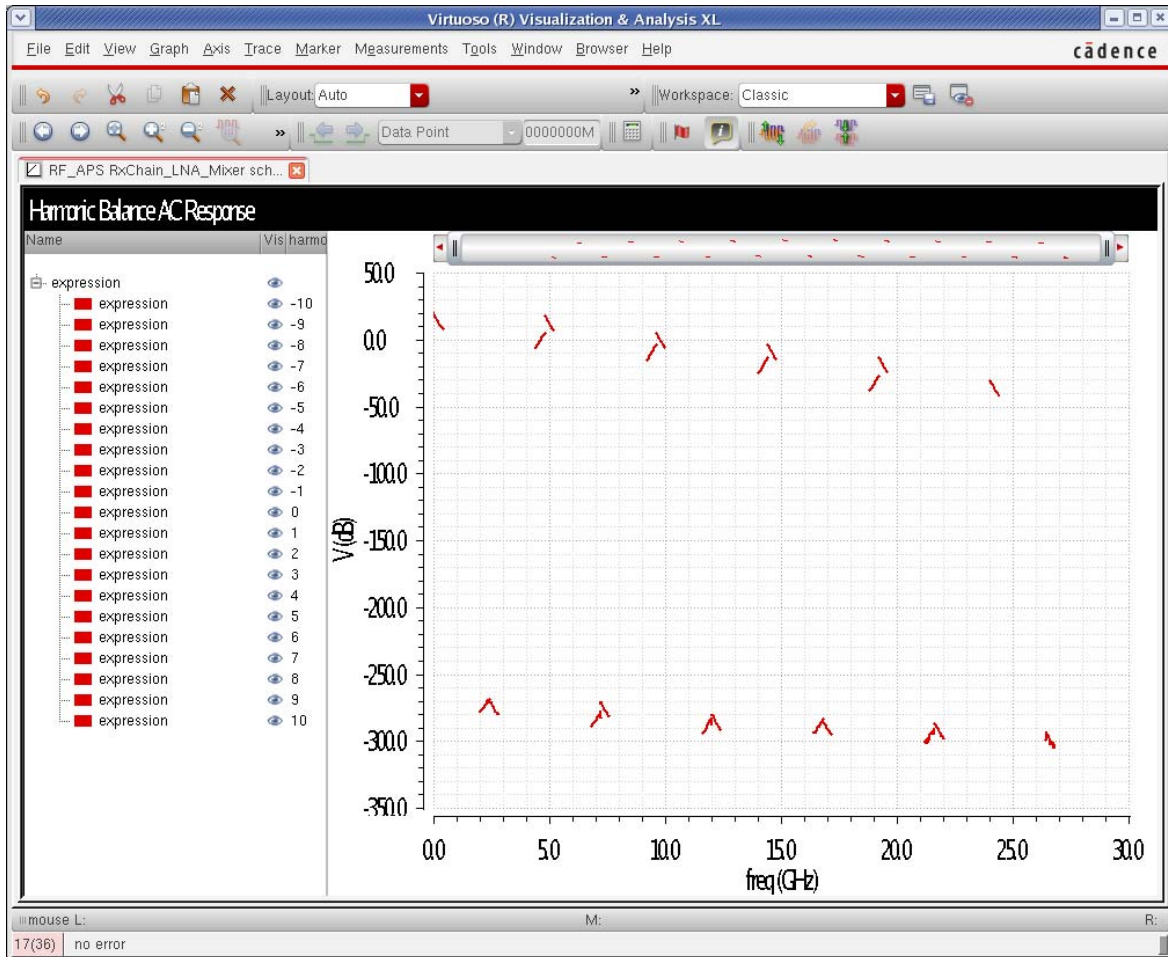 Virtuoso (R) Visualization & Analysis XL
File Edit View Graph Axis Trace Marker Measurements Tools Window Browser Help
cādence
Layout: Auto » Workspace: Classic
» Data Point 0000000M
RF_APS RxChain_LNA_Mixer sch...
Harmonic Balance AC Response
Name Vis harmo
expression
expression -10
expression -9
expression -8
expression -7
expression -6
expression -5
expression -4
expression -3
expression -2
expression -1
expression 0
expression 1
expression 2
expression 3
expression 4
expression 5
expression 6
expression 7
expression 8
expression 9
expression 10
V (dB)
50.0
0.0
-50.0
-100.0
-150.0
-200.0
-250.0
-300.0
-350.0
0.0 5.0 10.0 15.0 20.0 25.0 30.0
freq (GHz)
mouse L: M: R:
17(36) no error